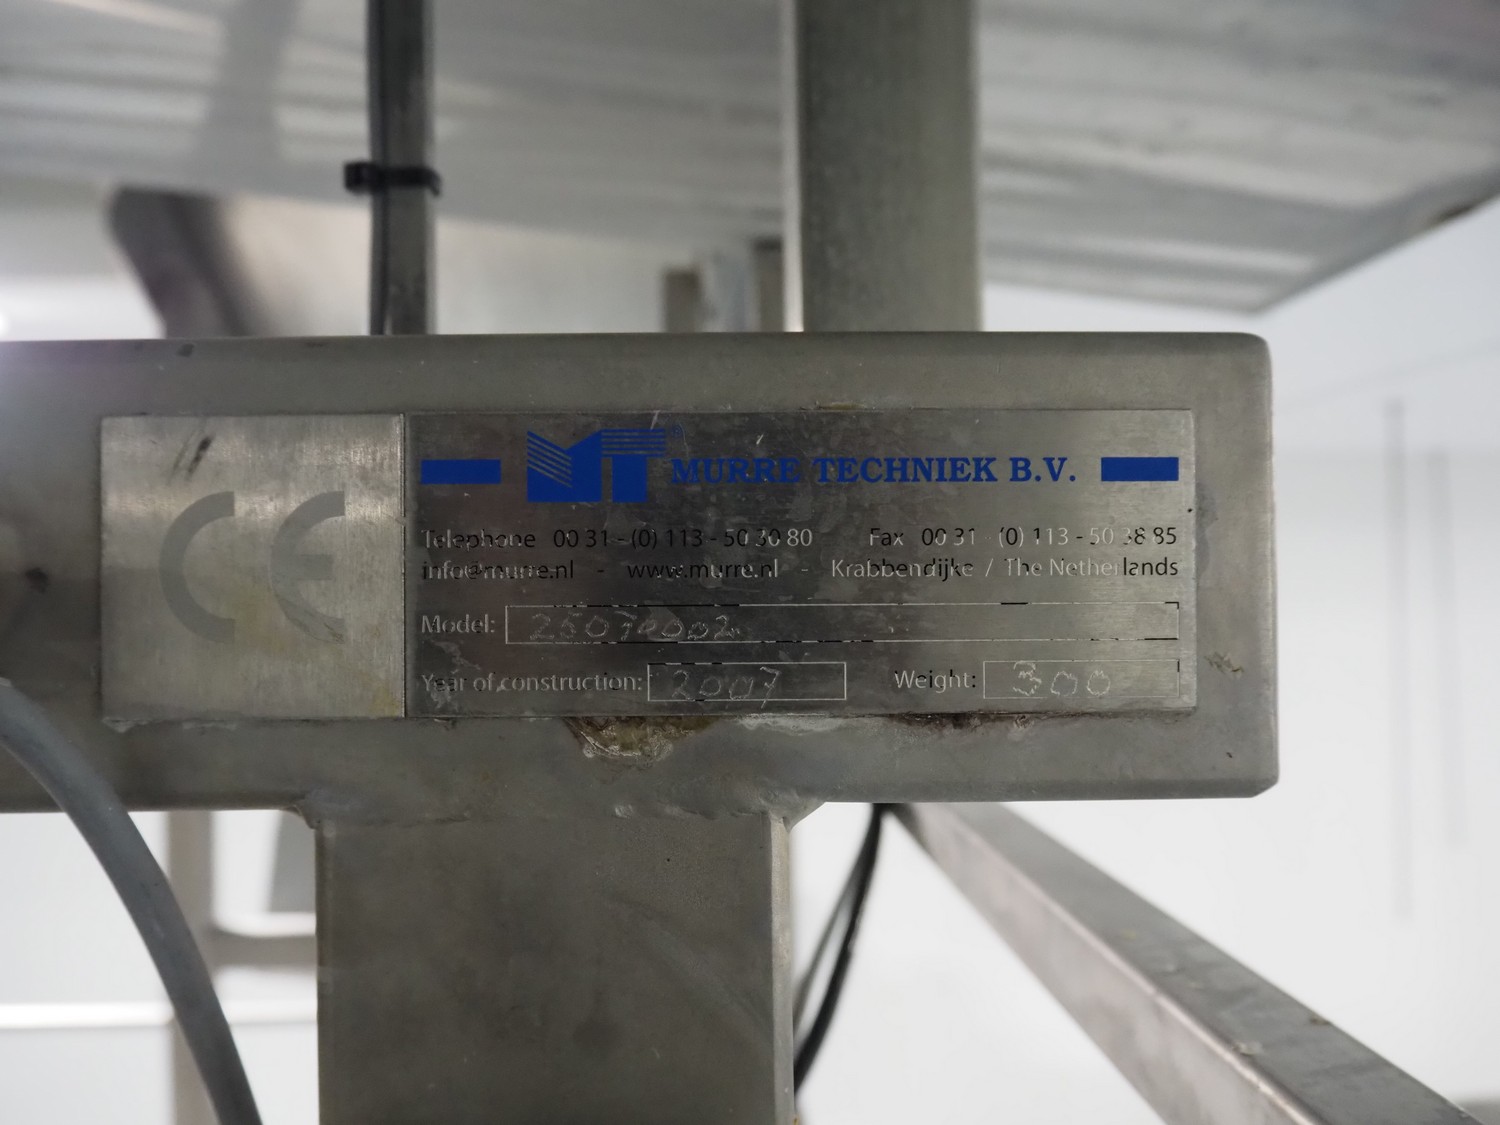 CE
MT® MURRE TECHNIEK B.V.
Telephone 00 31 - (0) 113 - 50 30 80 Fax 00 31 - (0) 113 - 50 38 85
info@murre.nl - www.murre.nl - Krabbendijke / The Netherlands
Model: 25070002
Year of construction: 2007 Weight: 300